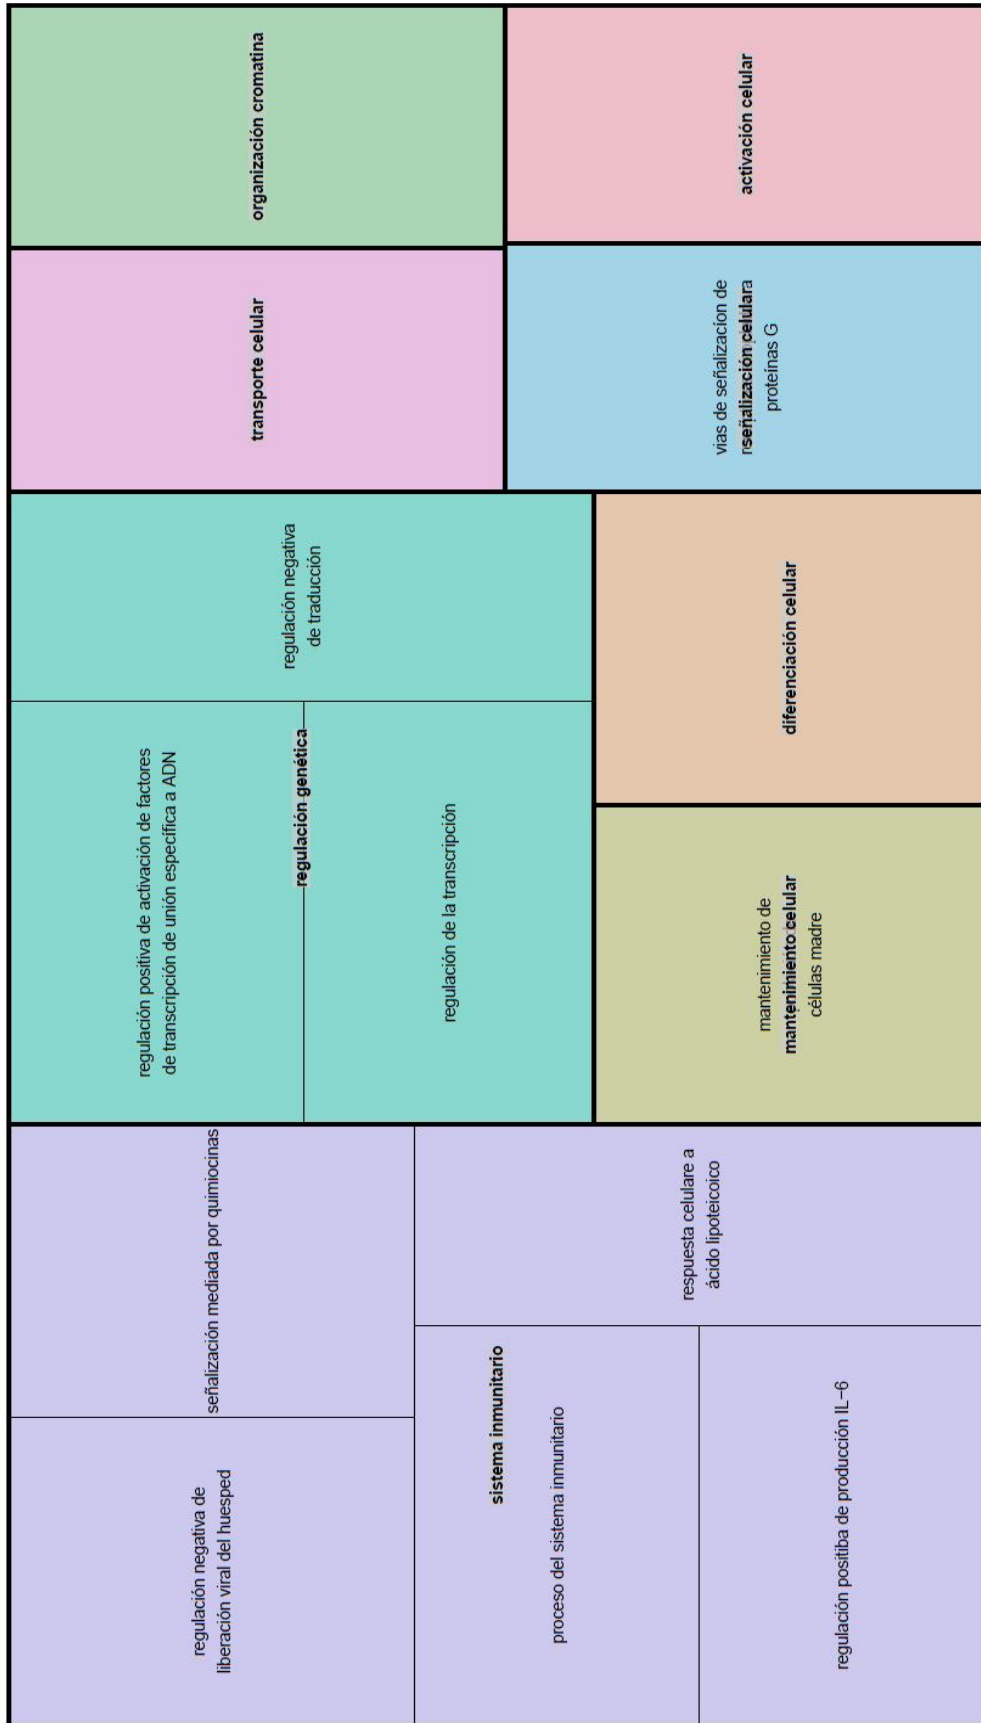 regulación negativa de
liberación viral del huesped
señalización mediada por quimiocinas
sistema inmunitario
proceso del sistema inmunitario
respuesta celulare a
ácido lipoteicoico
regulación positiba de producción IL−6
regulación positiva de activación de factores
de transcripción de unión específica a ADN
regulación genética
regulación de la transcripción
regulación negativa
de traducción
mantenimiento de
mantenimiento celular
células madre
diferenciación celular
transporte celular
organización cromatina
vias de señalizacíon de
señalización celular
proteínas G
activación celular